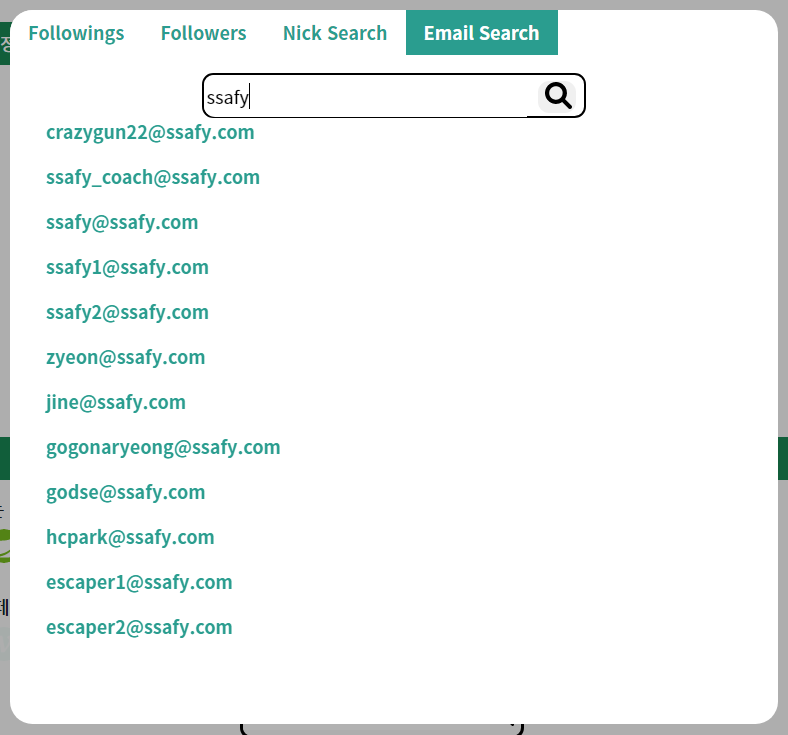 Followings Followers Nick Search Email Search
ssafy
crazygun22@ssafy.com
ssafy_coach@ssafy.com
ssafy@ssafy.com
ssafy1@ssafy.com
ssafy2@ssafy.com
zyeon@ssafy.com
jine@ssafy.com
gogonaryeong@ssafy.com
godse@ssafy.com
hcpark@ssafy.com
escaper1@ssafy.com
escaper2@ssafy.com